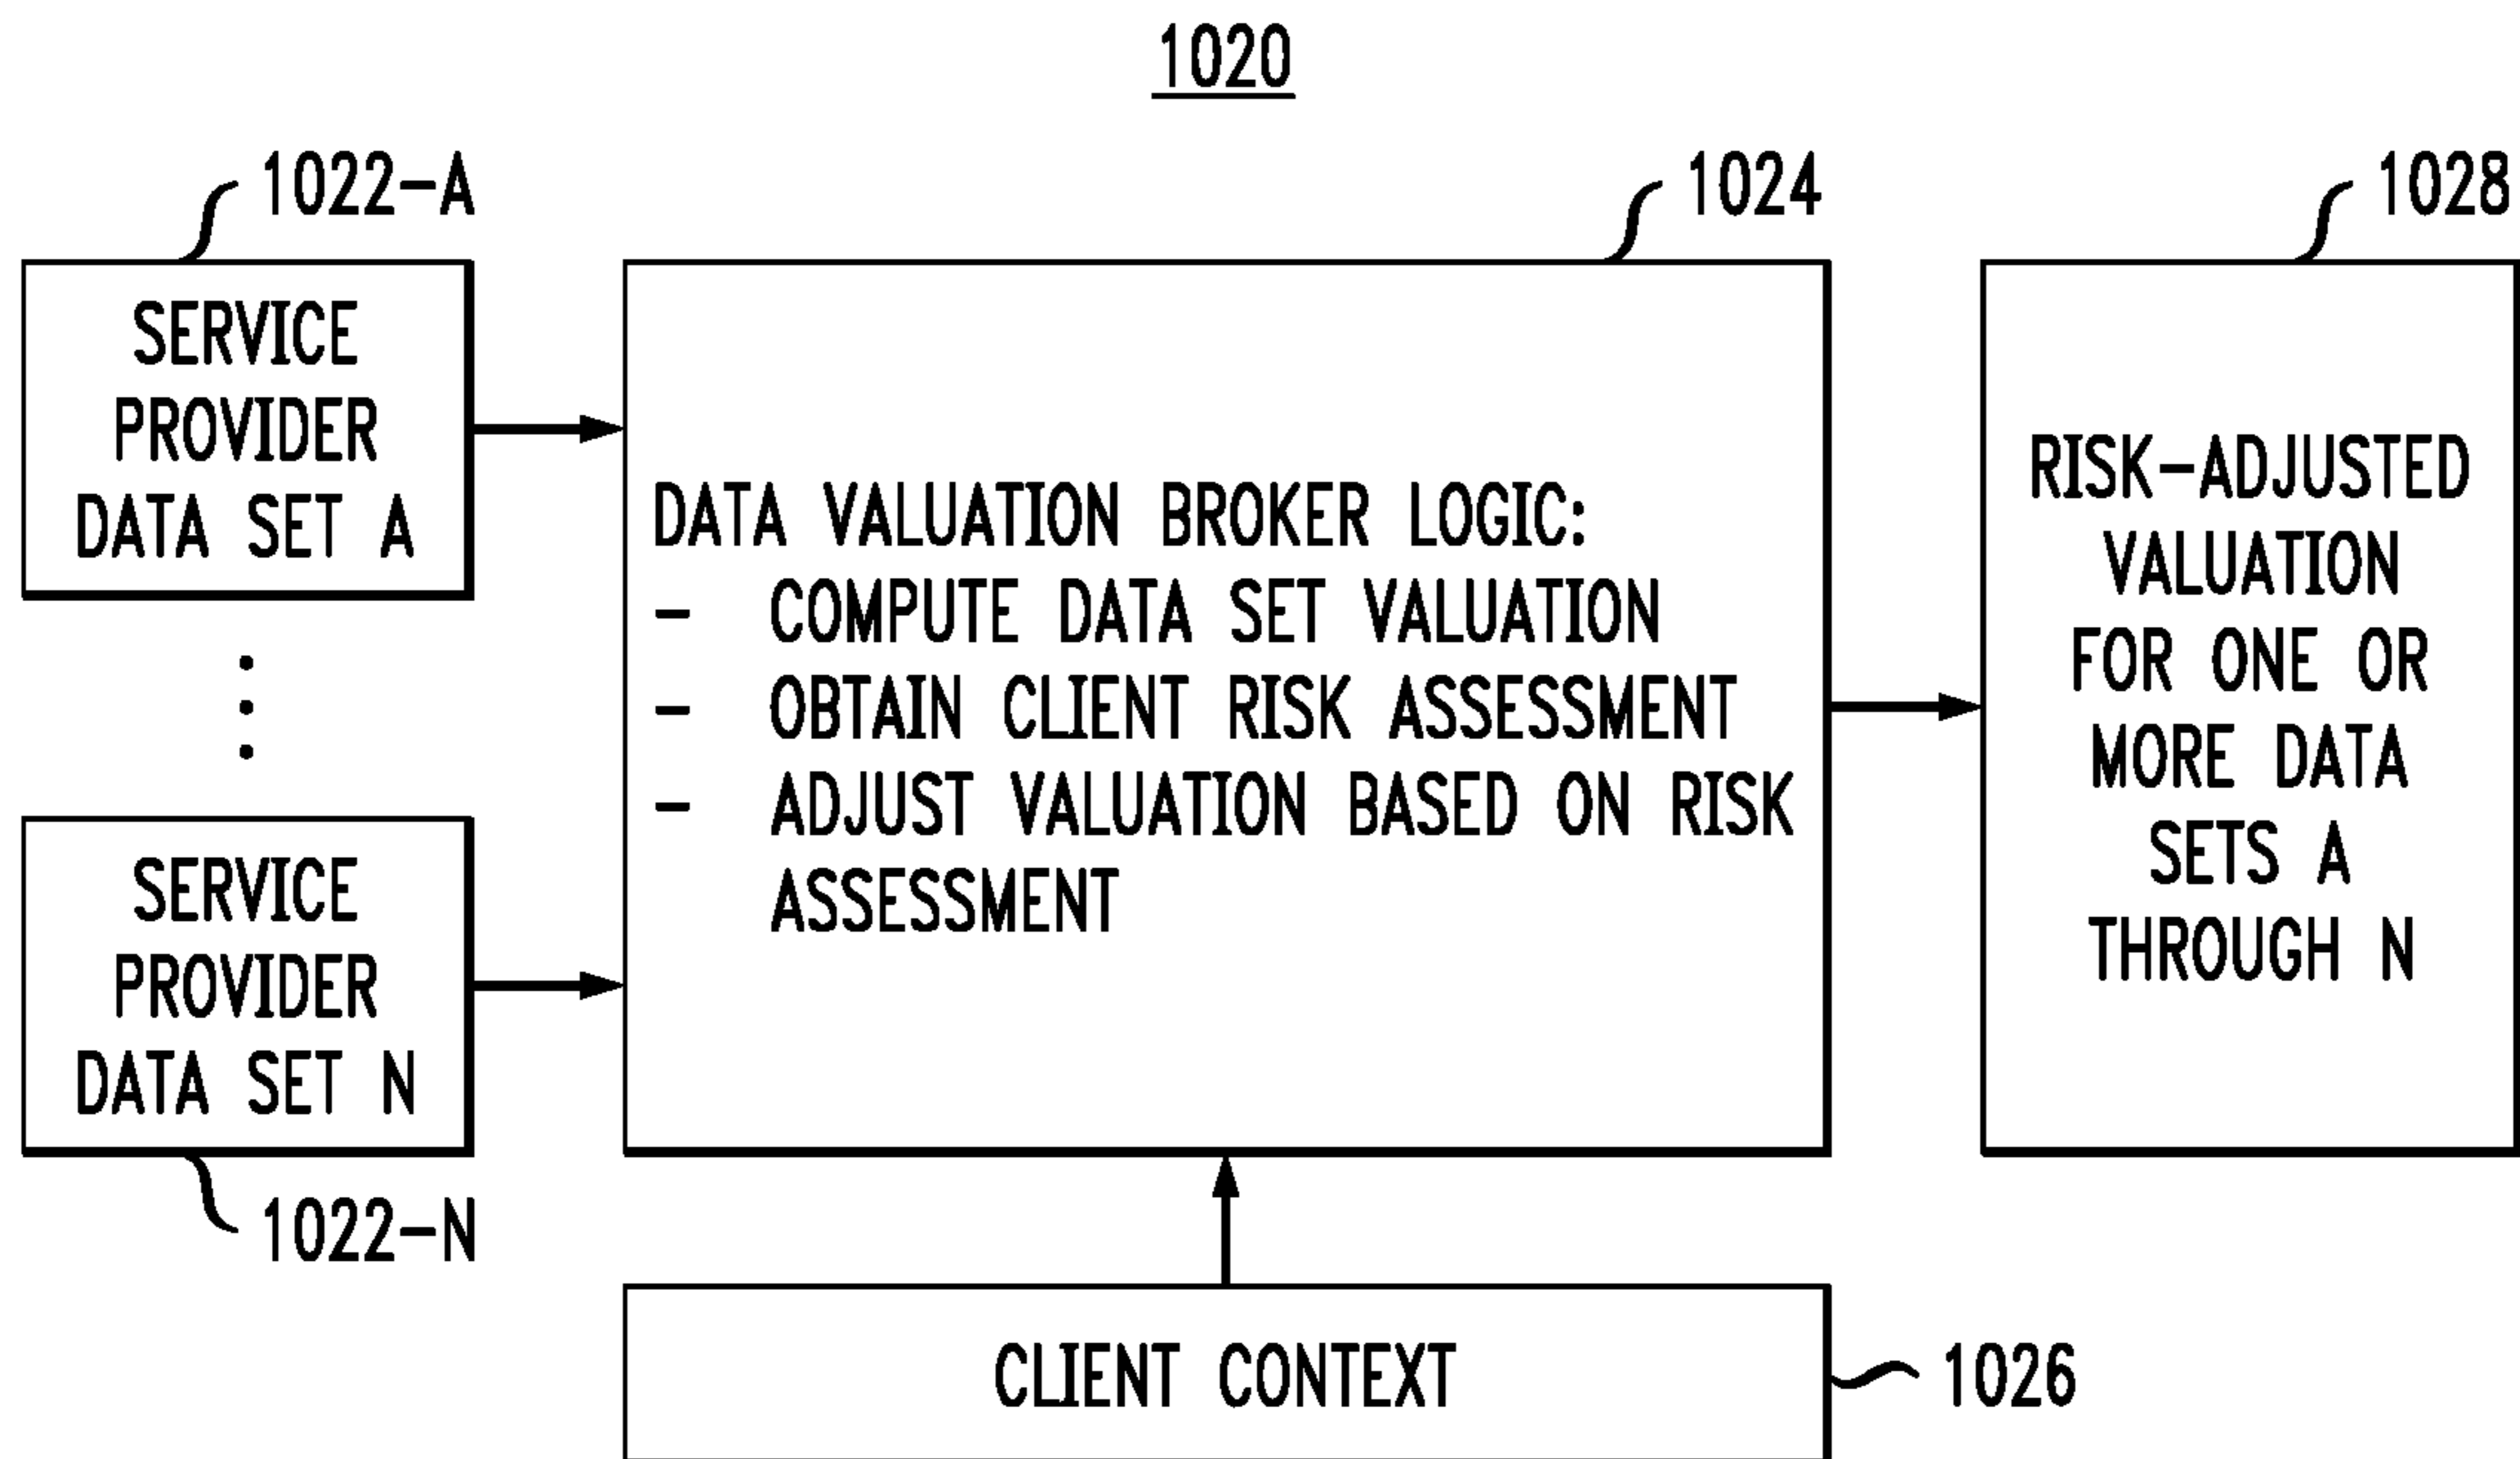 1020
1022-A
1024
1028
SERVICE
PROVIDER
DATA SET A
DATA VALUATION BROKER LOGIC:
- COMPUTE DATA SET VALUATION
- OBTAIN CLIENT RISK ASSESSMENT
- ADJUST VALUATION BASED ON RISK
ASSESSMENT
RISK-ADJUSTED
VALUATION
FOR ONE OR
MORE DATA
SETS A
THROUGH N
SERVICE
PROVIDER
DATA SET N
1022-N
CLIENT CONTEXT
1026